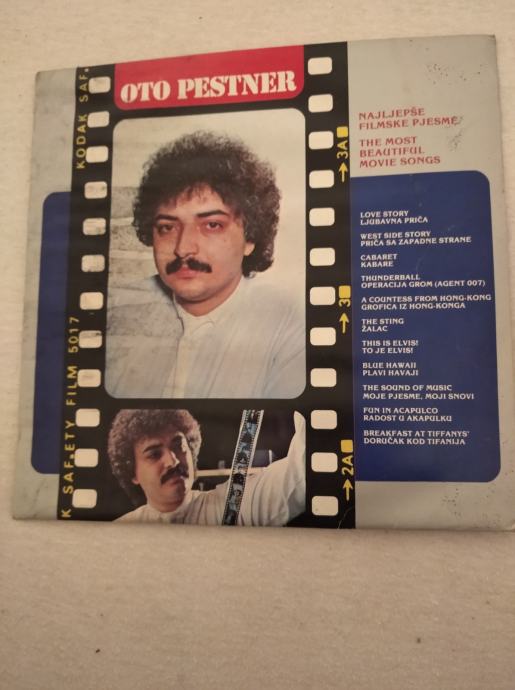 OTO PESTNER
KODAK SAF.
K SAF.ETY FILM 5017
3A
3
2A
NAJLJEPŠE
FILMSKE PJESME
THE MOST
BEAUTIFUL
MOVIE SONGS
LOVE STORY
LJUBAVNA PRIČA
WEST SIDE STORY
PRIČA SA ZAPADNE STRANE
CABARET
KABARE
THUNDERBALL
OPERACIJA GROM (AGENT 007)
A COUNTESS FROM HONG-KONG
GROFICA IZ HONG-KONGA
THE STING
ŽALAC
THIS IS ELVIS!
TO JE ELVIS!
BLUE HAWAII
PLAVI HAVAJI
THE SOUND OF MUSIC
MOJE PJESME, MOJI SNOVI
FUN IN ACAPULCO
RADOST U AKAPULKU
BREAKFAST AT TIFFANYS'
DORUČAK KOD TIFANIJA